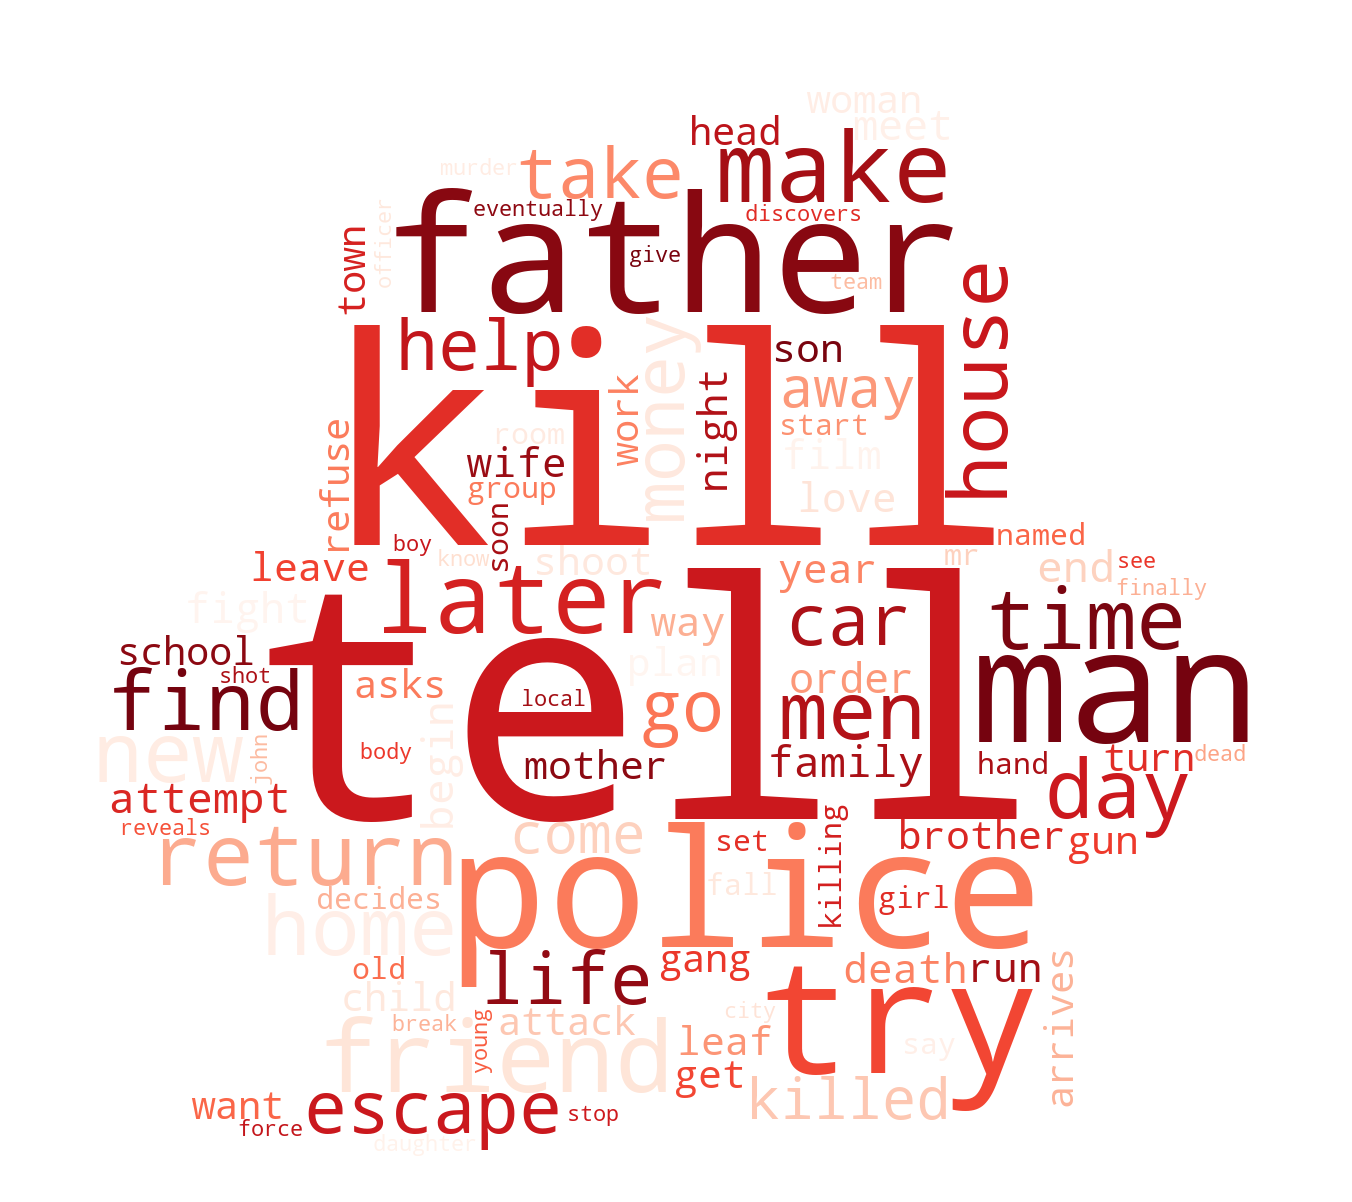 woman
meet
head
make
take
murder
father
eventually
discovers
officer
town
give
team
house
kill
help
money
son
away
night
work
start
refuse
room
film
wife
group
love
soon
named
boy
know
shoot
mr
end
see
finally
leave
later
year
tell
fight
way
car
time
man
school
shot
find
plan
asks
order
local
go
men
new
john
body
begin
mother
family
hand
turn
dead
day
attempt
reveals
return
come
police
set
killing
brother
gun
decides
fall
girl
home
old
life
gang
death
run
child
break
young
attack
city
try
arrives
friend
leaf
say
get
killed
want
escape
force
stop
daughter